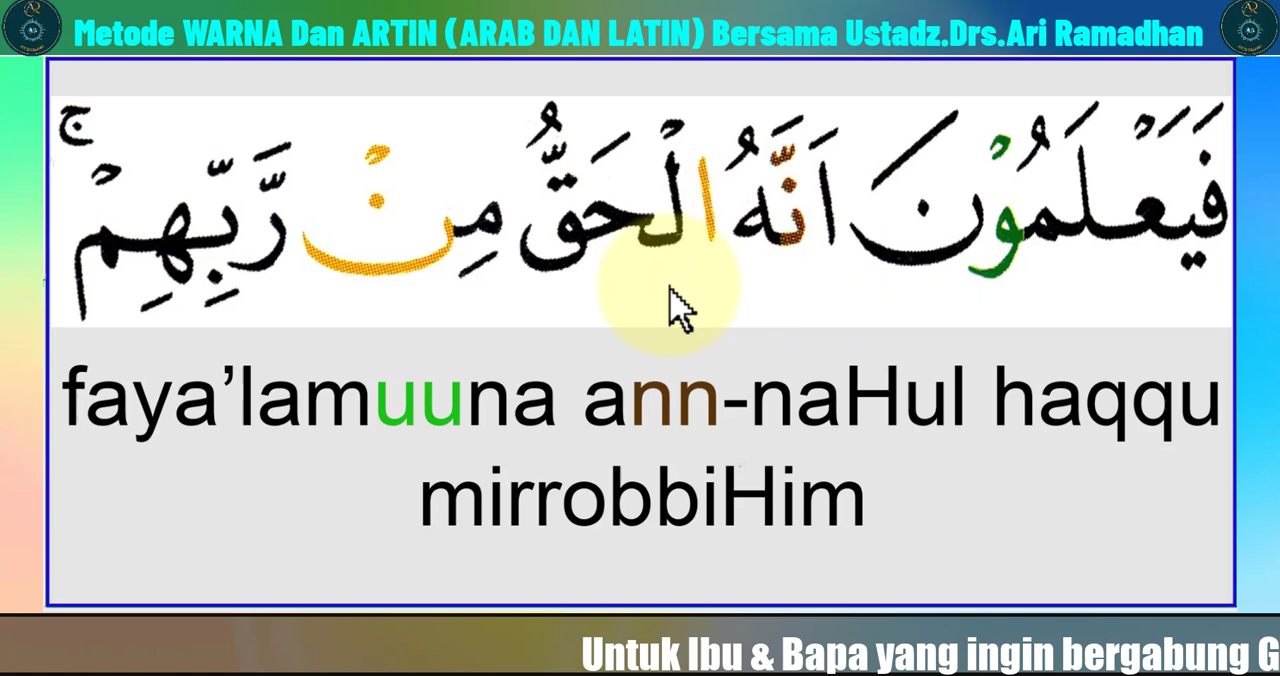 Metode WARNA Dan ARTIN (ARAB DAN LATIN) Bersama Ustadz.Drs.Ari Ramadhan
فَيَعْلَمُوْنَ اَنَّهُ الْحَقُّ مِنْ رَّبِّهِمْ ۚ
faya’lamuuna ann-naHul haqqu
mirrobbiHim
Untuk Ibu & Bapa yang ingin bergabung G